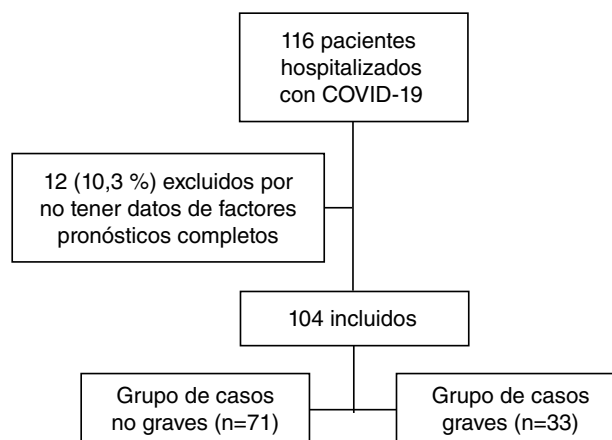 116 pacientes
hospitalizados
con COVID-19
12 (10,3 %) excluidos por
no tener datos de factores
pronósticos completos
104 incluidos
Grupo de casos
no graves (n=71)
Grupo de casos
graves (n=33)